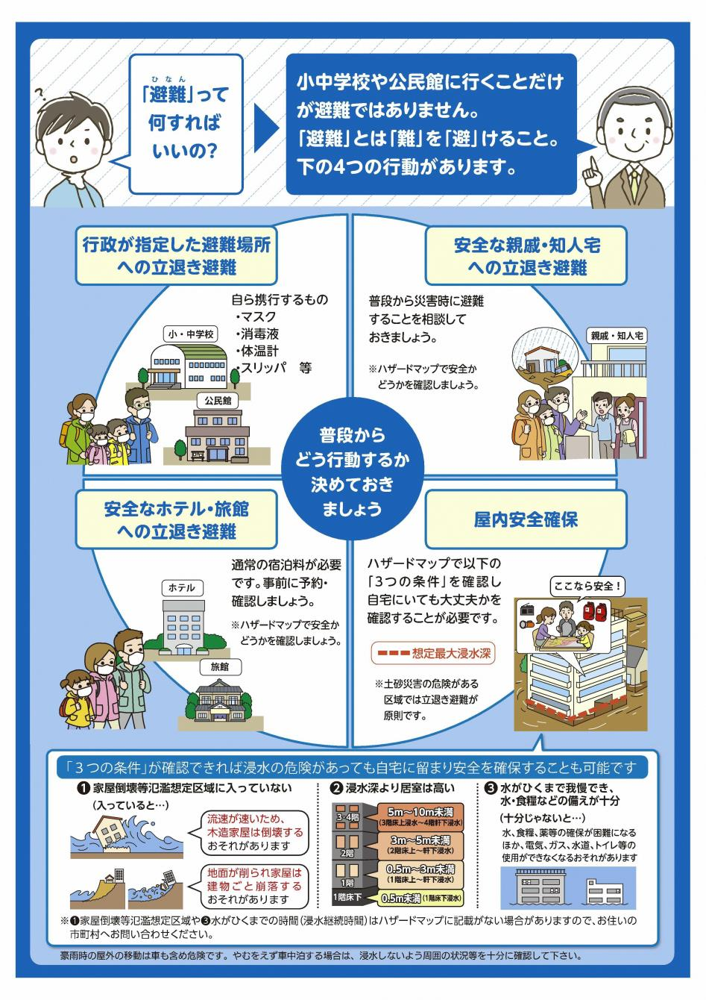 ?
ひなん
「避難」って
何すれば
いいの?
小中学校や公民館に行くことだけ
が避難ではありません。
「避難」とは「難」を「避」けること。
下の4つの行動があります。
行政が指定した避難場所
への立退き避難
自ら携行するもの
・マスク
・消毒液
・体温計
・スリッパ 等
小・中学校
公民館
安全な親戚・知人宅
への立退き避難
普段から災害時に避難
することを相談して
おきましょう。
※ハザードマップで安全か
どうかを確認しましょう。
親戚・知人宅
普段から
どう行動するか
決めておき
ましょう
安全なホテル・旅館
への立退き避難
通常の宿泊料が必要
です。事前に予約・
確認しましょう。
※ハザードマップで安全か
どうかを確認しましょう。
ホテル
旅館
屋内安全確保
ハザードマップで以下の
「3つの条件」を確認し
自宅にいても大丈夫かを
確認することが必要です。
想定最大浸水深
※土砂災害の危険がある
区域では立退き避難が
原則です。
ここなら安全!
「3つの条件」が確認できれば浸水の危険があっても自宅に留まり安全を確保することも可能です
❶家屋倒壊等氾濫想定区域に入っていない
(入っていると…)
流速が速いため、
木造家屋は倒壊する
おそれがあります
地面が削られ家屋は
建物ごと崩落する
おそれがあります
❷浸水深より居室は高い
3・4階
5m〜10m未満
(3階床上浸水〜4階軒下浸水)
2階
3m〜5m未満
(2階床上〜軒下浸水)
1階
0.5m〜3m未満
(1階床上〜軒下浸水)
1階床下
0.5m未満(1階床下浸水)
❸水がひくまで我慢でき、
水・食糧などの備えが十分
(十分じゃないと…)
水、食糧、薬等の確保が困難になる
ほか、電気、ガス、水道、トイレ等の
使用ができなくなるおそれがあります
※❶家屋倒壊等氾濫想定区域や❸水がひくまでの時間(浸水継続時間)はハザードマップに記載がない場合がありますので、お住いの
市町村へお問い合わせください。
豪雨時の屋外の移動は車も含め危険です。やむをえず車中泊する場合は、浸水しないよう周囲の状況等を十分に確認して下さい。